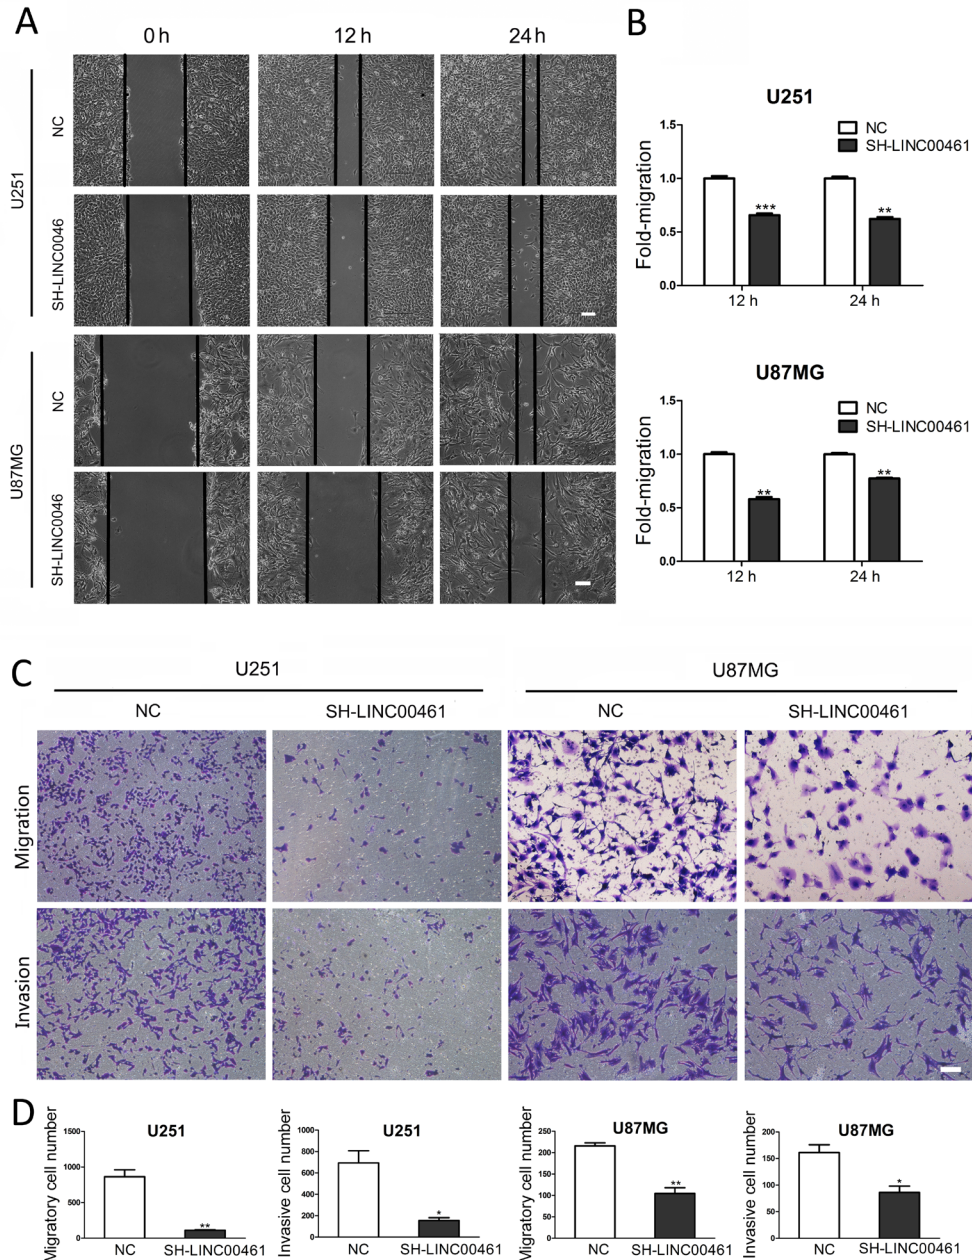 A
0 h
12 h
24 h
U251
NC
SH-LINC0046
U87MG
NC
SH-LINC0046
B
U251
NC
SH-LINC00461
Fold-migration
1.5
1.0
0.5
0.0
***
**
12 h
24 h
U87MG
NC
SH-LINC00461
Fold-migration
1.5
1.0
0.5
0.0
**
**
12 h
24 h
C
U251
U87MG
NC
SH-LINC00461
NC
SH-LINC00461
Migration
Invasion
D
U251
Migratory cell number
1500
1000
500
0
**
NC
SH-LINC00461
U251
Invasive cell number
1000
800
600
400
200
0
*
NC
SH-LINC00461
U87MG
Migratory cell number
250
200
150
100
50
0
**
NC
SH-LINC00461
U87MG
Invasive cell number
200
150
100
50
0
*
NC
SH-LINC00461